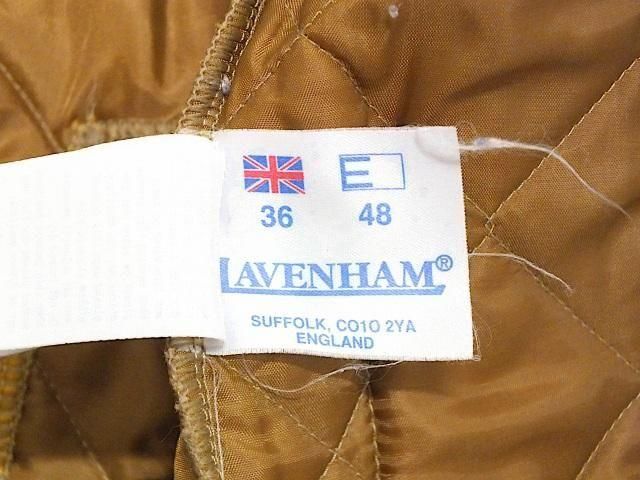 E
36 48
LAVENHAM®
SUFFOLK, CO10 2YA
ENGLAND